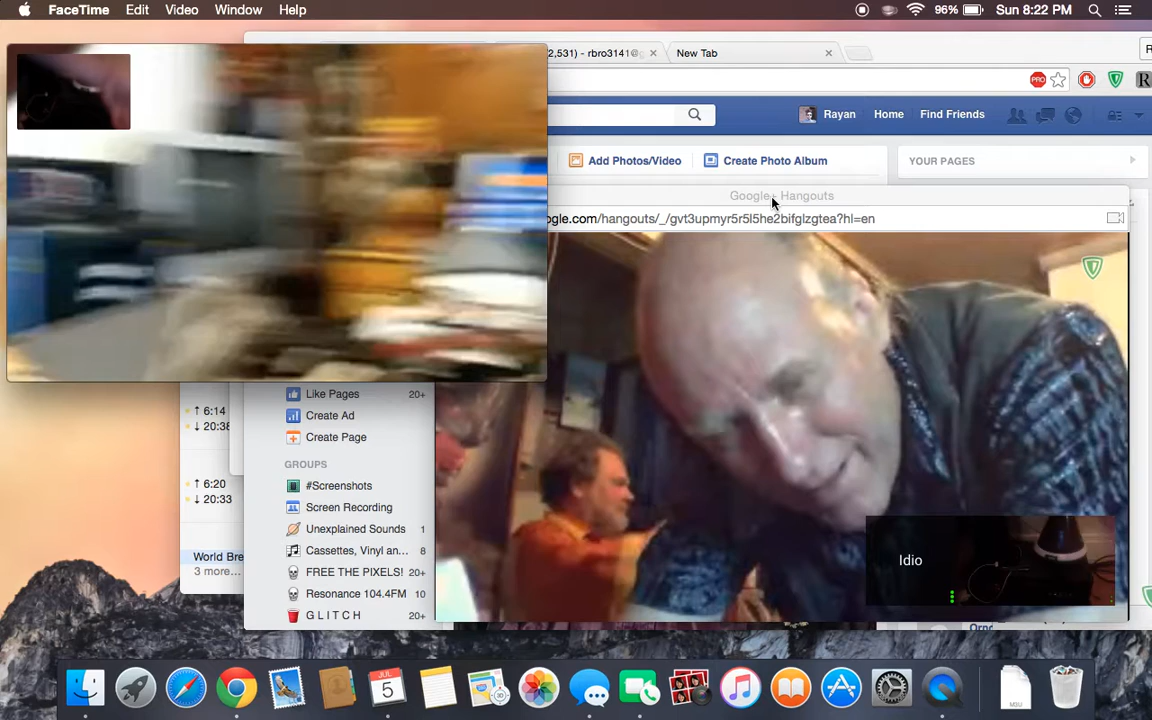 FaceTime Edit Video Window Help 96% Sun 8:22 PM
2,531) - rbro3141@g
New Tab
PRO
Rayan Home Find Friends
Add Photos/Video Create Photo Album YOUR PAGES
Google+ Hangouts
ogle.com/hangouts/_/gvt3upmyr5r5l5he2bifglzgtea?hl=en
Like Pages 20+
↑ 6:14
Create Ad
↓ 20:38
Create Page
GROUPS
↑ 6:20
#Screenshots
↓ 20:33
Screen Recording
Unexplained Sounds 1
World Bre
Cassettes, Vinyl an... 8
3 more...
FREE THE PIXELS! 20+
Resonance 104.4FM 10
G L I T C H 20+
Idio
JUL
5